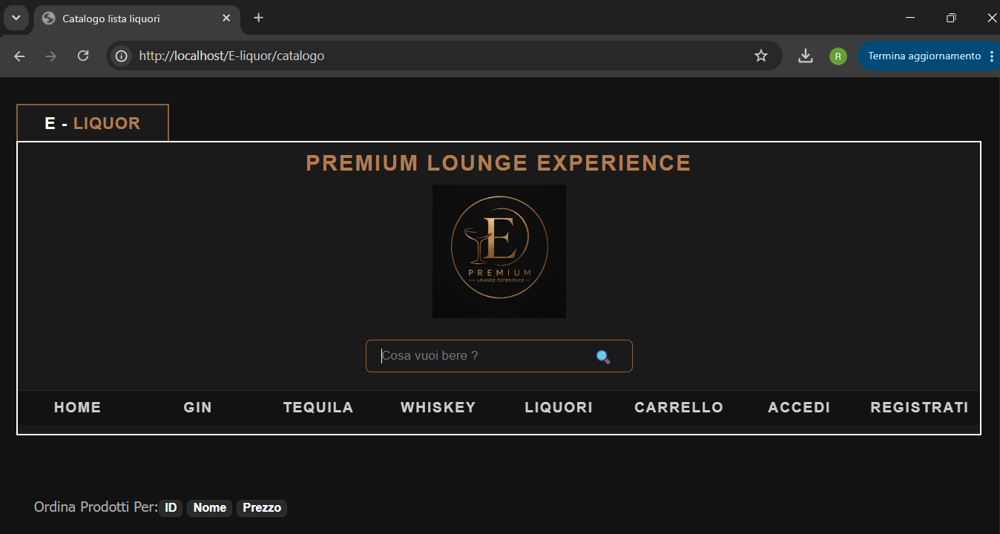 Catalogo lista liquori
http://localhost/E-liquor/catalogo
R
Termina aggiornamento
E - LIQUOR
PREMIUM LOUNGE EXPERIENCE
E
PREMIUM
LOUNGE EXPERIENCE
Cosa vuoi bere ?
HOME GIN TEQUILA WHISKEY LIQUORI CARRELLO ACCEDI REGISTRATI
Ordina Prodotti Per: ID Nome Prezzo